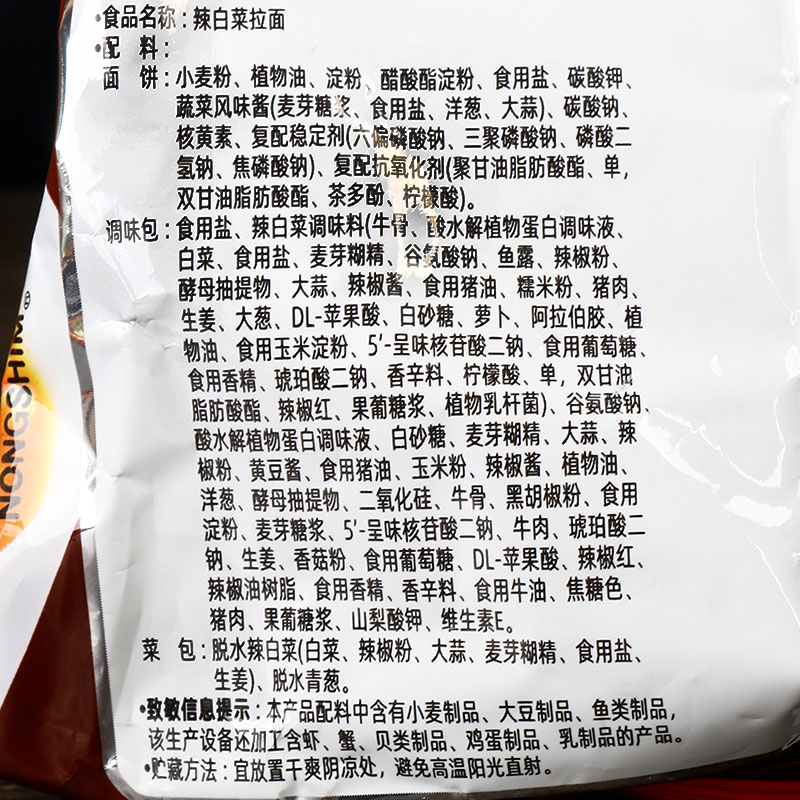 •食品名称：辣白菜拉面
•配 料：
面 饼：小麦粉、植物油、淀粉、醋酸酯淀粉、食用盐、碳酸钾、
蔬菜风味酱(麦芽糖浆、食用盐、洋葱、大蒜)、碳酸钠、
核黄素、复配稳定剂(六偏磷酸钠、三聚磷酸钠、磷酸二
氢钠、焦磷酸钠)、复配抗氧化剂(聚甘油脂肪酸酯、单，
双甘油脂肪酸酯、茶多酚、柠檬酸)。
调味包：食用盐、辣白菜调味料(牛骨、酸水解植物蛋白调味液、
白菜、食用盐、麦芽糊精、谷氨酸钠、鱼露、辣椒粉、
酵母抽提物、大蒜、辣椒酱、食用猪油、糯米粉、猪肉、
生姜、大葱、DL-苹果酸、白砂糖、萝卜、阿拉伯胶、植
物油、食用玉米淀粉、5′-呈味核苷酸二钠、食用葡萄糖、
食用香精、琥珀酸二钠、香辛料、柠檬酸、单，双甘油
脂肪酸酯、辣椒红、果葡糖浆、植物乳杆菌)、谷氨酸钠、
酸水解植物蛋白调味液、白砂糖、麦芽糊精、大蒜、辣
椒粉、黄豆酱、食用猪油、玉米粉、辣椒酱、植物油、
洋葱、酵母抽提物、二氧化硅、牛骨、黑胡椒粉、食用
淀粉、麦芽糖浆、5′-呈味核苷酸二钠、牛肉、琥珀酸二
钠、生姜、香菇粉、食用葡萄糖、DL-苹果酸、辣椒红、
辣椒油树脂、食用香精、香辛料、食用牛油、焦糖色、
猪肉、果葡糖浆、山梨酸钾、维生素E。
菜 包：脱水辣白菜(白菜、辣椒粉、大蒜、麦芽糊精、食用盐、
生姜)、脱水青葱。
•致敏信息提示：本产品配料中含有小麦制品、大豆制品、鱼类制品，
该生产设备还加工含虾、蟹、贝类制品、鸡蛋制品、乳制品的产品。
•贮藏方法：宜放置干爽阴凉处，避免高温阳光直射。
NONGSHIM®